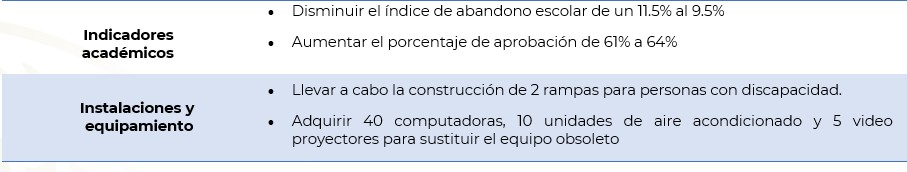 Indicadores
académicos
• Disminuir el índice de abandono escolar de un 11.5% al 9.5%
• Aumentar el porcentaje de aprobación de 61% a 64%
Instalaciones y
equipamiento
• Llevar a cabo la construcción de 2 rampas para personas con discapacidad.
• Adquirir 40 computadoras, 10 unidades de aire acondicionado y 5 video
proyectores para sustituir el equipo obsoleto